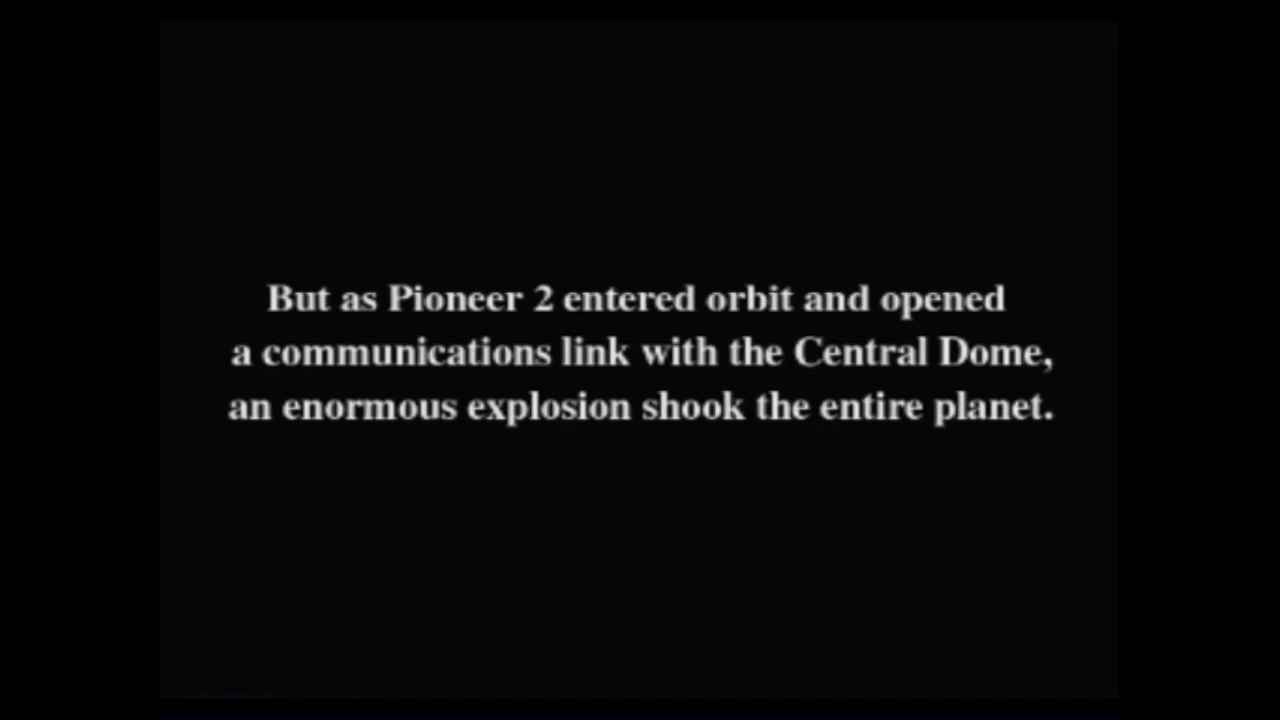 But as Pioneer 2 entered orbit and opened
a communications link with the Central Dome,
an enormous explosion shook the entire planet.